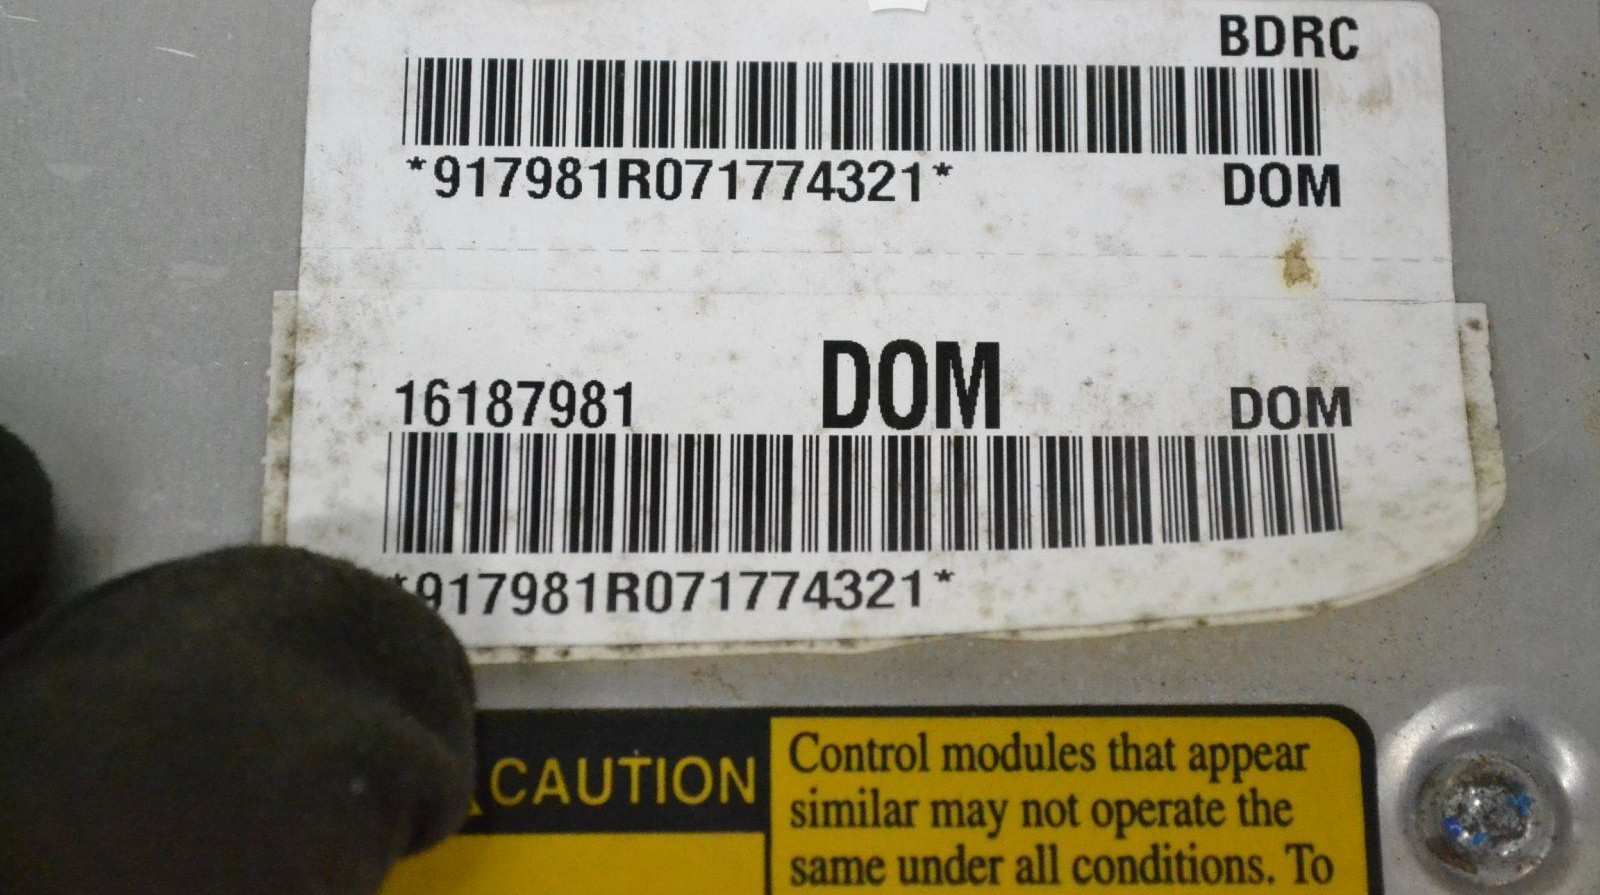 BDRC
*917981R071774321* DOM
16187981 DOM DOM
*917981R071774321*
CAUTION
Control modules that appear
similar may not operate the
same under all conditions. To